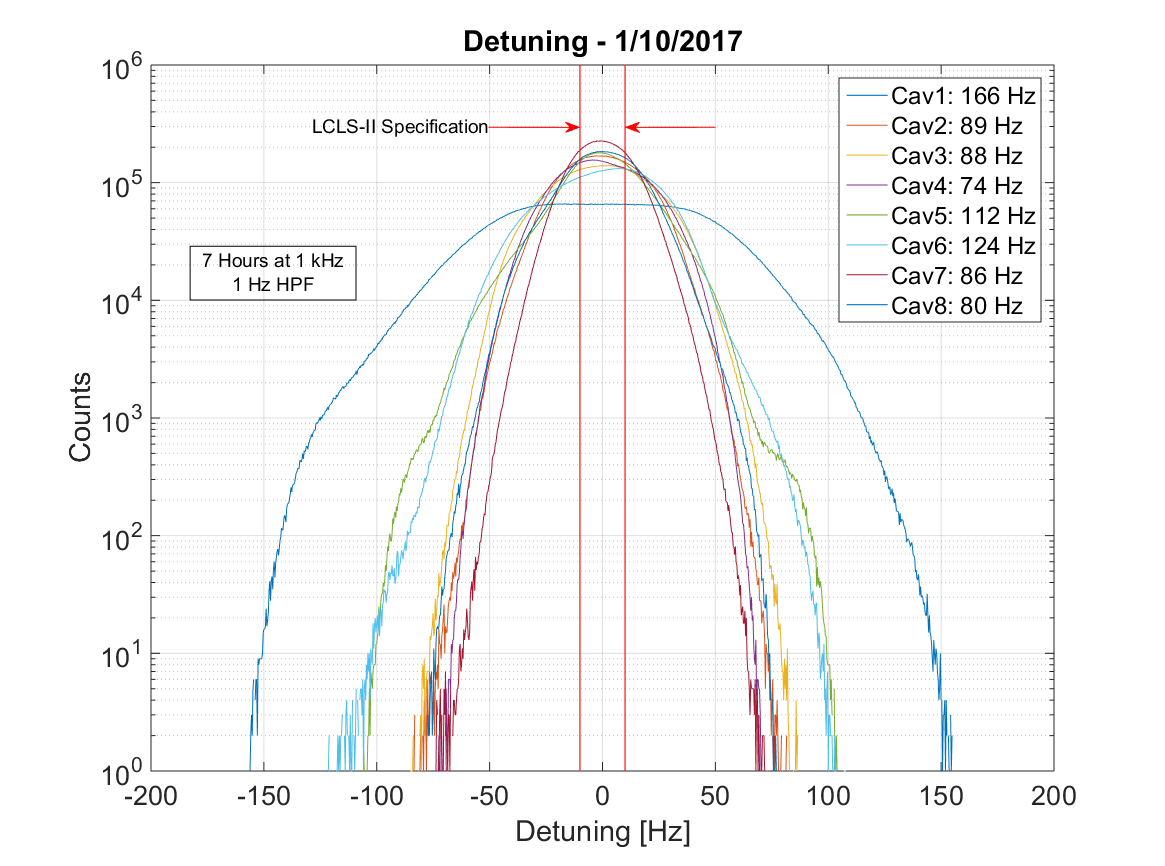 Detuning - 1/10/2017
10^6
10^5
10^4
10^3
10^2
10^1
10^0
Counts
LCLS-II Specification
7 Hours at 1 kHz
1 Hz HPF
Cav1: 166 Hz
Cav2: 89 Hz
Cav3: 88 Hz
Cav4: 74 Hz
Cav5: 112 Hz
Cav6: 124 Hz
Cav7: 86 Hz
Cav8: 80 Hz
-200 -150 -100 -50 0 50 100 150 200
Detuning [Hz]